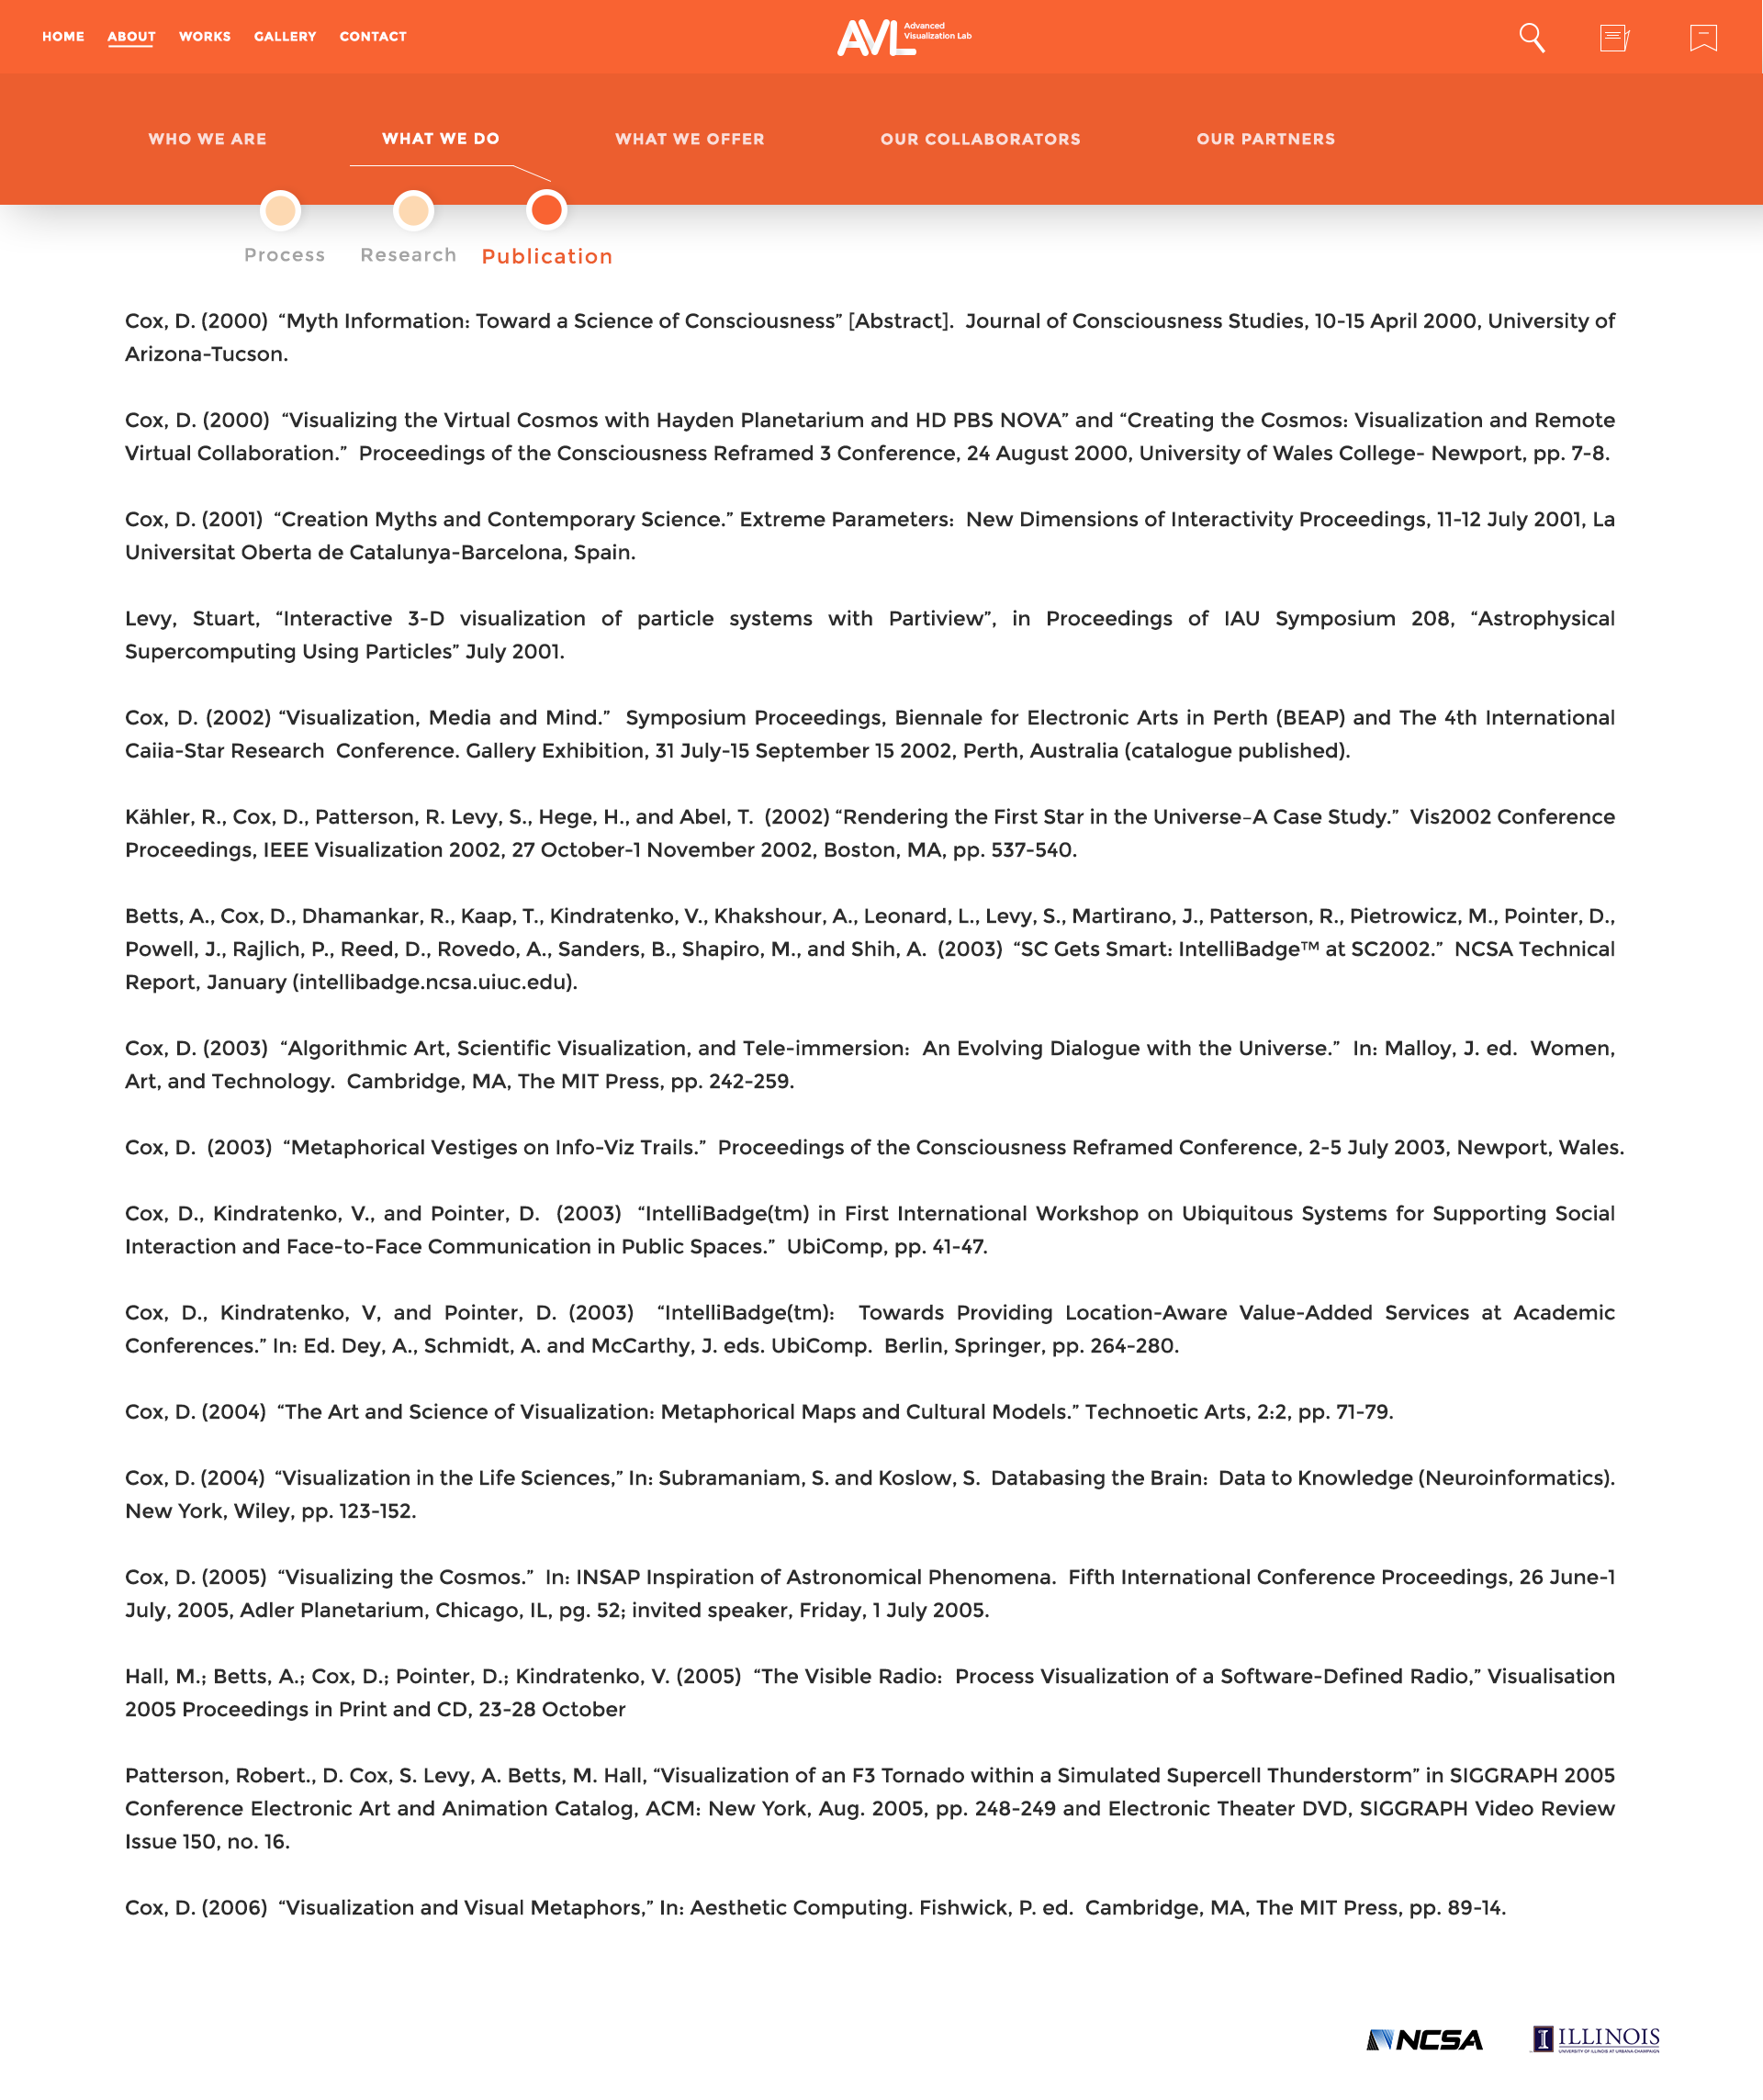 HOME ABOUT WORKS GALLERY CONTACT
AVL Advanced
Visualization Lab
WHO WE ARE WHAT WE DO WHAT WE OFFER OUR COLLABORATORS OUR PARTNERS
Process Research Publication
Cox, D. (2000) “Myth Information: Toward a Science of Consciousness” [Abstract]. Journal of Consciousness Studies, 10-15 April 2000, University of
Arizona-Tucson.
Cox, D. (2000) “Visualizing the Virtual Cosmos with Hayden Planetarium and HD PBS NOVA” and “Creating the Cosmos: Visualization and Remote
Virtual Collaboration.” Proceedings of the Consciousness Reframed 3 Conference, 24 August 2000, University of Wales College- Newport, pp. 7-8.
Cox, D. (2001) “Creation Myths and Contemporary Science.” Extreme Parameters: New Dimensions of Interactivity Proceedings, 11-12 July 2001, La
Universitat Oberta de Catalunya-Barcelona, Spain.
Levy, Stuart, “Interactive 3-D visualization of particle systems with Partiview”, in Proceedings of IAU Symposium 208, “Astrophysical
Supercomputing Using Particles” July 2001.
Cox, D. (2002) “Visualization, Media and Mind.” Symposium Proceedings, Biennale for Electronic Arts in Perth (BEAP) and The 4th International
Caiia-Star Research Conference. Gallery Exhibition, 31 July-15 September 15 2002, Perth, Australia (catalogue published).
Kähler, R., Cox, D., Patterson, R. Levy, S., Hege, H., and Abel, T. (2002) “Rendering the First Star in the Universe–A Case Study.” Vis2002 Conference
Proceedings, IEEE Visualization 2002, 27 October-1 November 2002, Boston, MA, pp. 537-540.
Betts, A., Cox, D., Dhamankar, R., Kaap, T., Kindratenko, V., Khakshour, A., Leonard, L., Levy, S., Martirano, J., Patterson, R., Pietrowicz, M., Pointer, D.,
Powell, J., Rajlich, P., Reed, D., Rovedo, A., Sanders, B., Shapiro, M., and Shih, A. (2003) “SC Gets Smart: IntelliBadge™ at SC2002.” NCSA Technical
Report, January (intellibadge.ncsa.uiuc.edu).
Cox, D. (2003) “Algorithmic Art, Scientific Visualization, and Tele-immersion: An Evolving Dialogue with the Universe.” In: Malloy, J. ed. Women,
Art, and Technology. Cambridge, MA, The MIT Press, pp. 242-259.
Cox, D. (2003) “Metaphorical Vestiges on Info-Viz Trails.” Proceedings of the Consciousness Reframed Conference, 2-5 July 2003, Newport, Wales.
Cox, D., Kindratenko, V., and Pointer, D. (2003) “IntelliBadge(tm) in First International Workshop on Ubiquitous Systems for Supporting Social
Interaction and Face-to-Face Communication in Public Spaces.” UbiComp, pp. 41-47.
Cox, D., Kindratenko, V, and Pointer, D. (2003) “IntelliBadge(tm): Towards Providing Location-Aware Value-Added Services at Academic
Conferences.” In: Ed. Dey, A., Schmidt, A. and McCarthy, J. eds. UbiComp. Berlin, Springer, pp. 264-280.
Cox, D. (2004) “The Art and Science of Visualization: Metaphorical Maps and Cultural Models.” Technoetic Arts, 2:2, pp. 71-79.
Cox, D. (2004) “Visualization in the Life Sciences,” In: Subramaniam, S. and Koslow, S. Databasing the Brain: Data to Knowledge (Neuroinformatics).
New York, Wiley, pp. 123-152.
Cox, D. (2005) “Visualizing the Cosmos.” In: INSAP Inspiration of Astronomical Phenomena. Fifth International Conference Proceedings, 26 June-1
July, 2005, Adler Planetarium, Chicago, IL, pg. 52; invited speaker, Friday, 1 July 2005.
Hall, M.; Betts, A.; Cox, D.; Pointer, D.; Kindratenko, V. (2005) “The Visible Radio: Process Visualization of a Software-Defined Radio,” Visualisation
2005 Proceedings in Print and CD, 23-28 October
Patterson, Robert., D. Cox, S. Levy, A. Betts, M. Hall, “Visualization of an F3 Tornado within a Simulated Supercell Thunderstorm” in SIGGRAPH 2005
Conference Electronic Art and Animation Catalog, ACM: New York, Aug. 2005, pp. 248-249 and Electronic Theater DVD, SIGGRAPH Video Review
Issue 150, no. 16.
Cox, D. (2006) “Visualization and Visual Metaphors,” In: Aesthetic Computing. Fishwick, P. ed. Cambridge, MA, The MIT Press, pp. 89-14.
NCSA I ILLINOIS
UNIVERSITY OF ILLINOIS AT URBANA-CHAMPAIGN